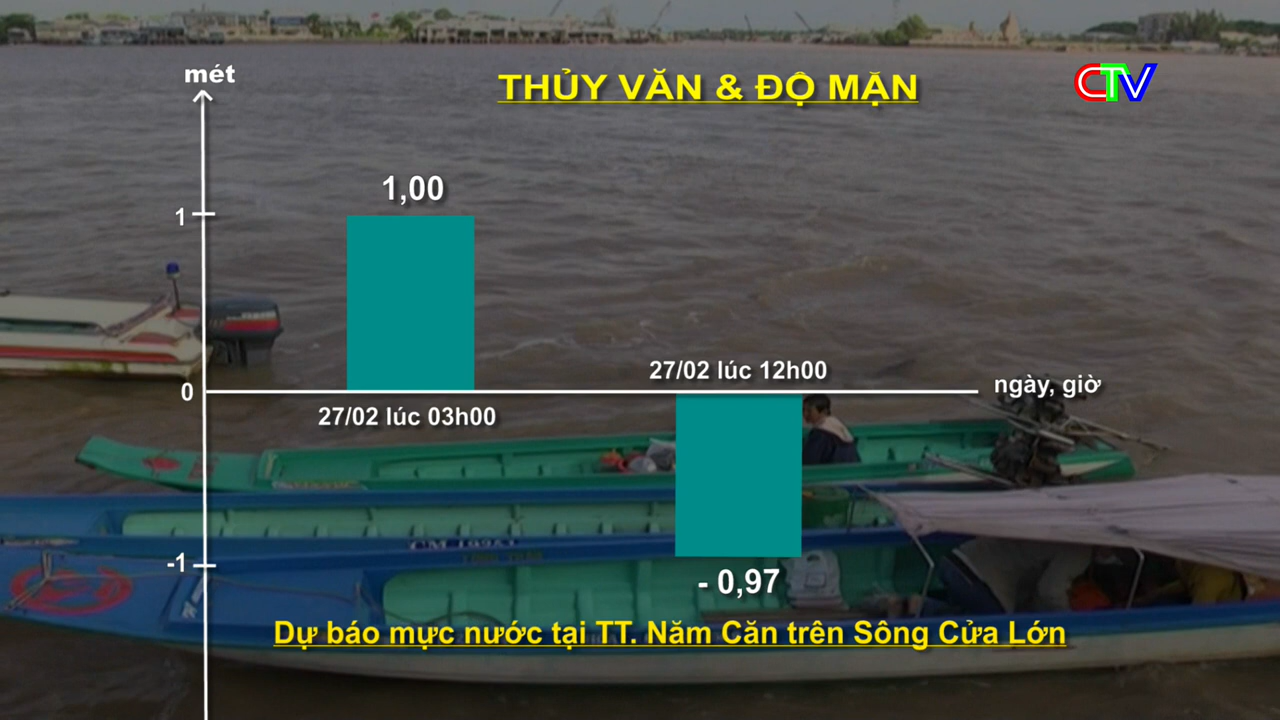 mét
THỦY VĂN & ĐỘ MẶN
CTV
1,00
1
27/02 lúc 12h00
0
ngày, giờ
27/02 lúc 03h00
-1
- 0,97
Dự báo mực nước tại TT. Năm Căn trên Sông Cửa Lớn